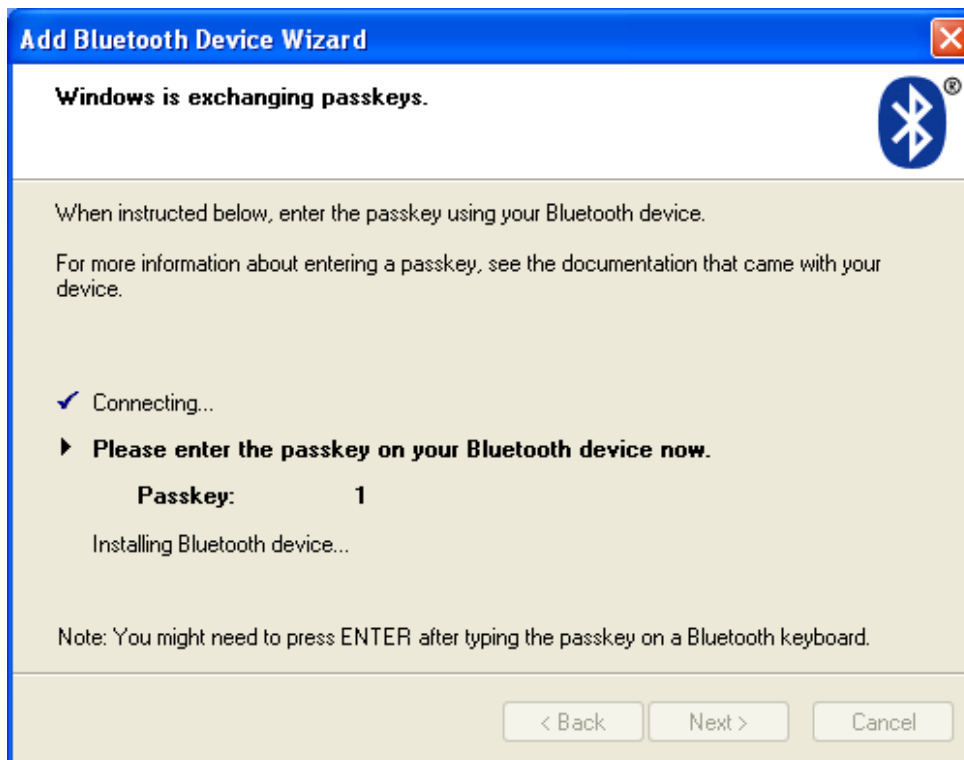 Add Bluetooth Device Wizard
Windows is exchanging passkeys.
®
When instructed below, enter the passkey using your Bluetooth device.
For more information about entering a passkey, see the documentation that came with your
device.
Connecting...
Please enter the passkey on your Bluetooth device now.
Passkey: 1
Installing Bluetooth device...
Note: You might need to press ENTER after typing the passkey on a Bluetooth keyboard.
< Back Next > Cancel